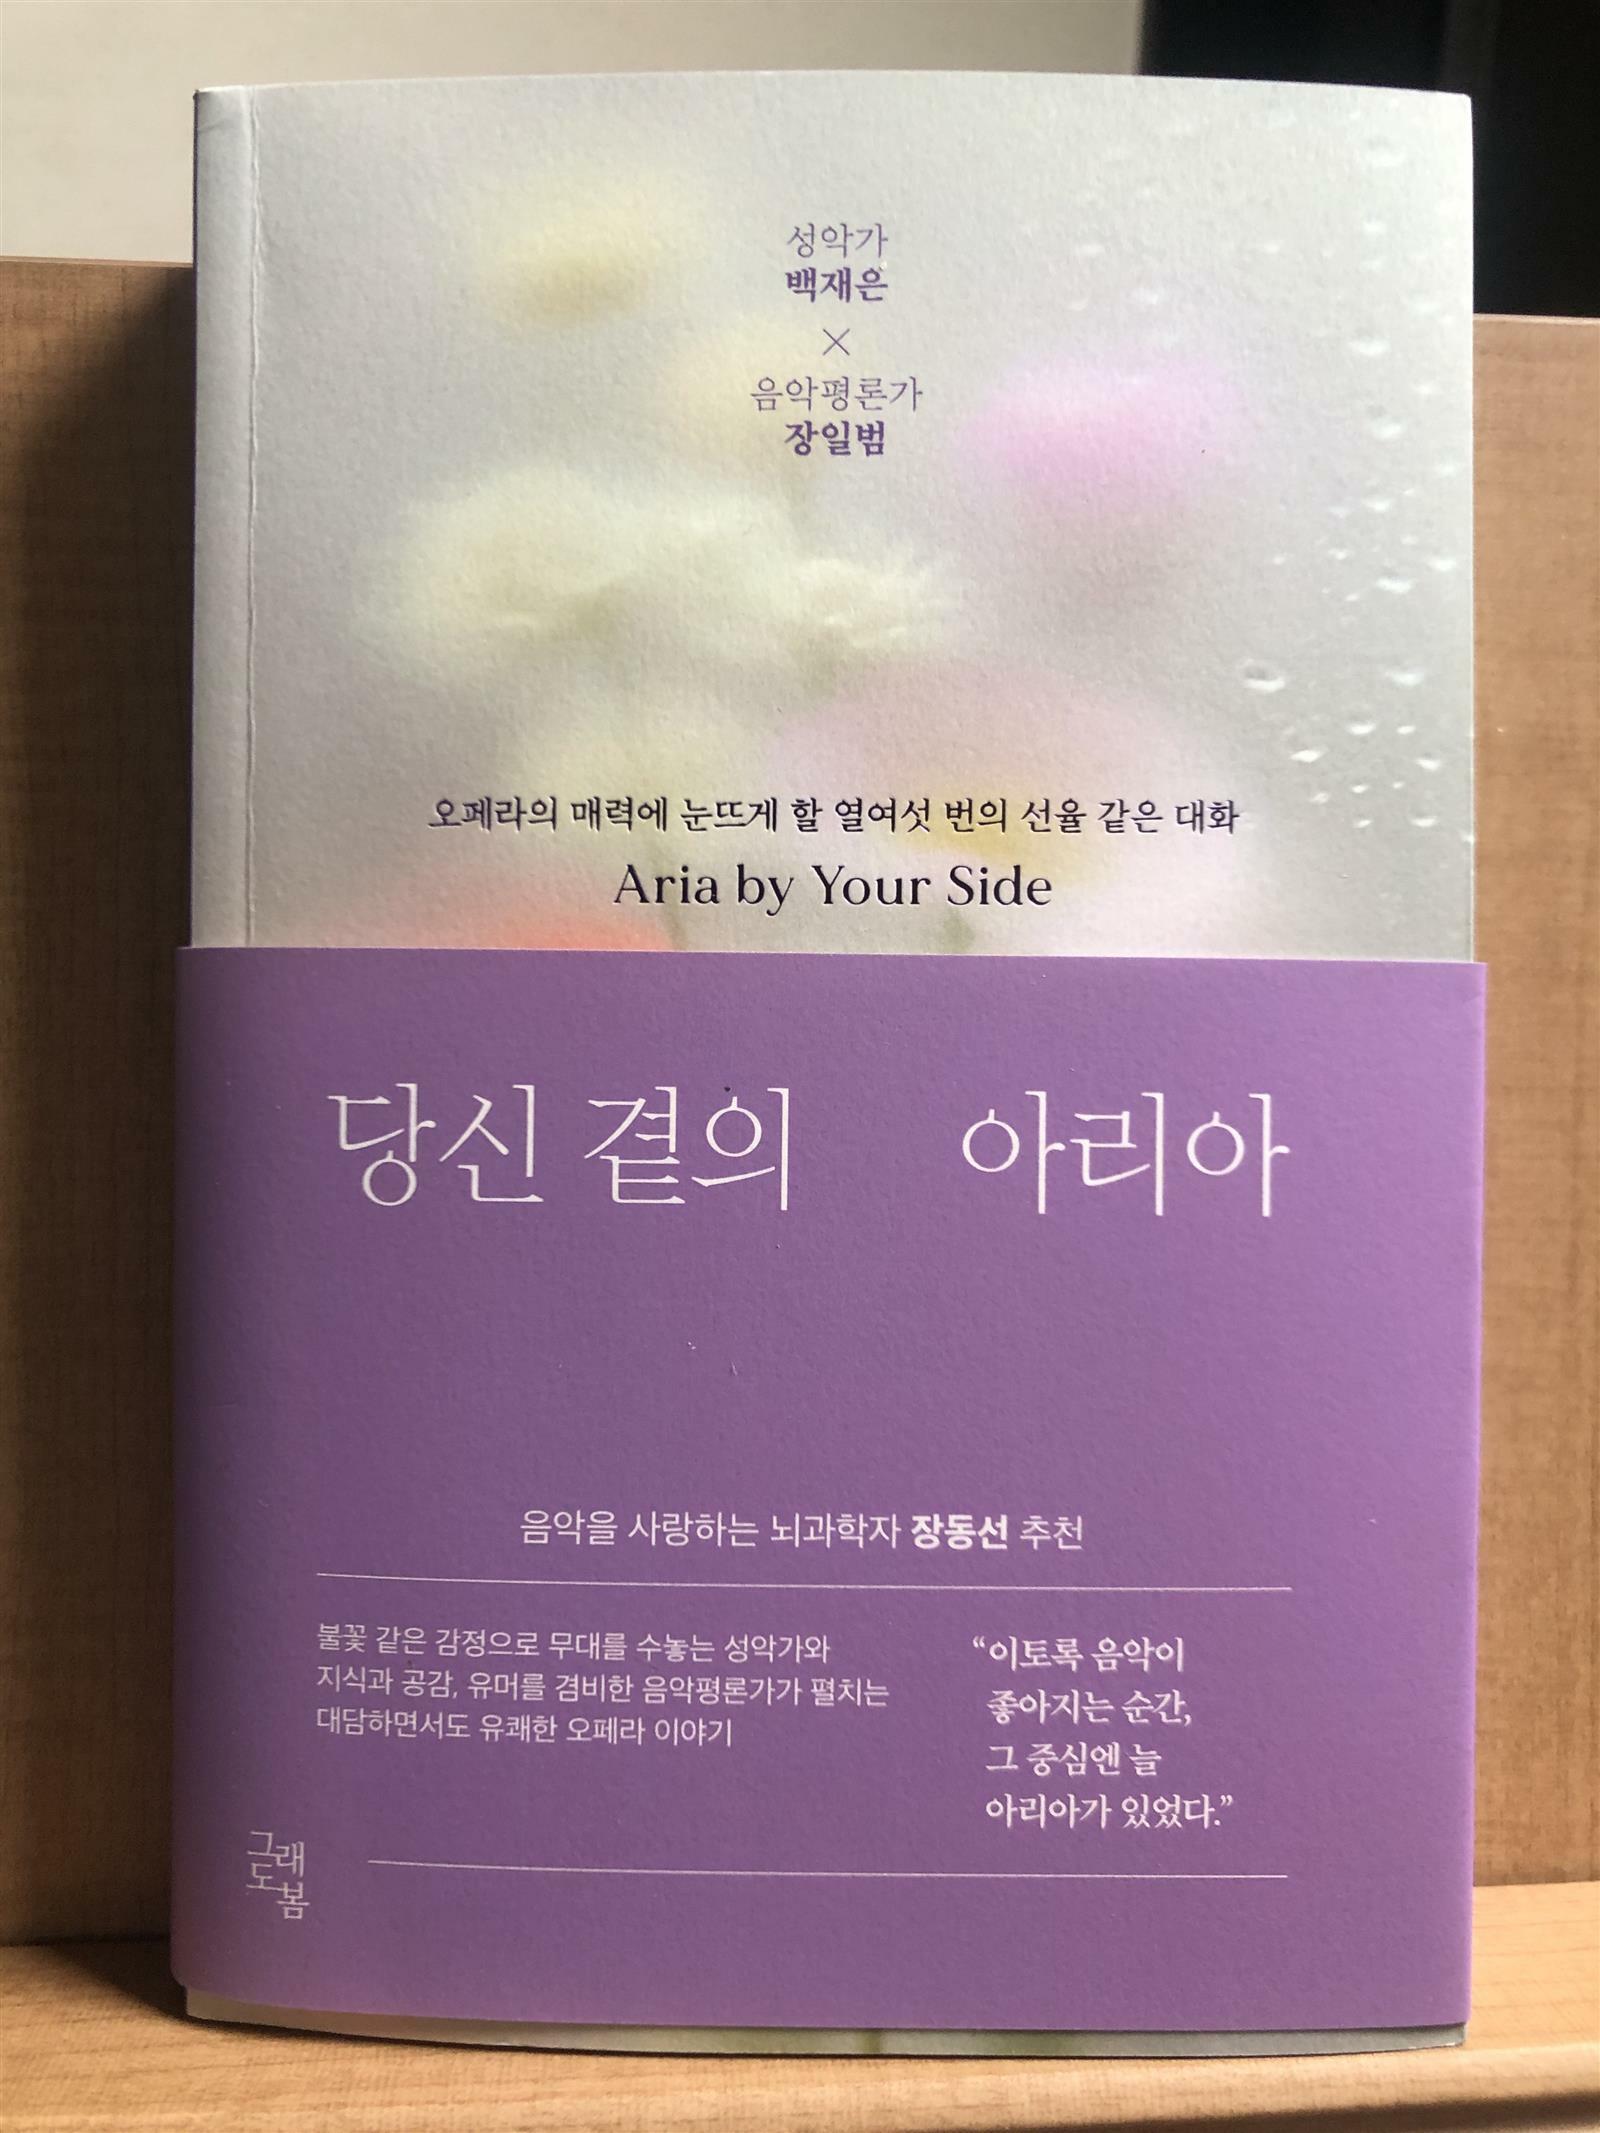 성악가
백재은
×
음악평론가
장일범
오페라의 매력에 눈뜨게 할 열여섯 번의 선율 같은 대화
Aria by Your Side
당신 곁의 아리아
음악을 사랑하는 뇌과학자 장동선 추천
불꽃 같은 감정으로 무대를 수놓는 성악가와
지식과 공감, 유머를 겸비한 음악평론가가 펼치는
대담하면서도 유쾌한 오페라 이야기
“이토록 음악이
좋아지는 순간,
그 중심엔 늘
아리아가 있었다.”
그래
도봄